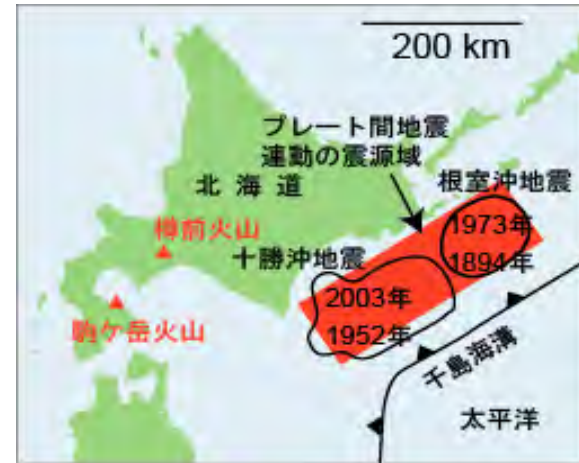 200 km
プレート間地震
連動の震源域
北海道
根室沖地震
1973年
1894年
樽前火山
十勝沖地震
2003年
1952年
駒ケ岳火山
千島海溝
太平洋